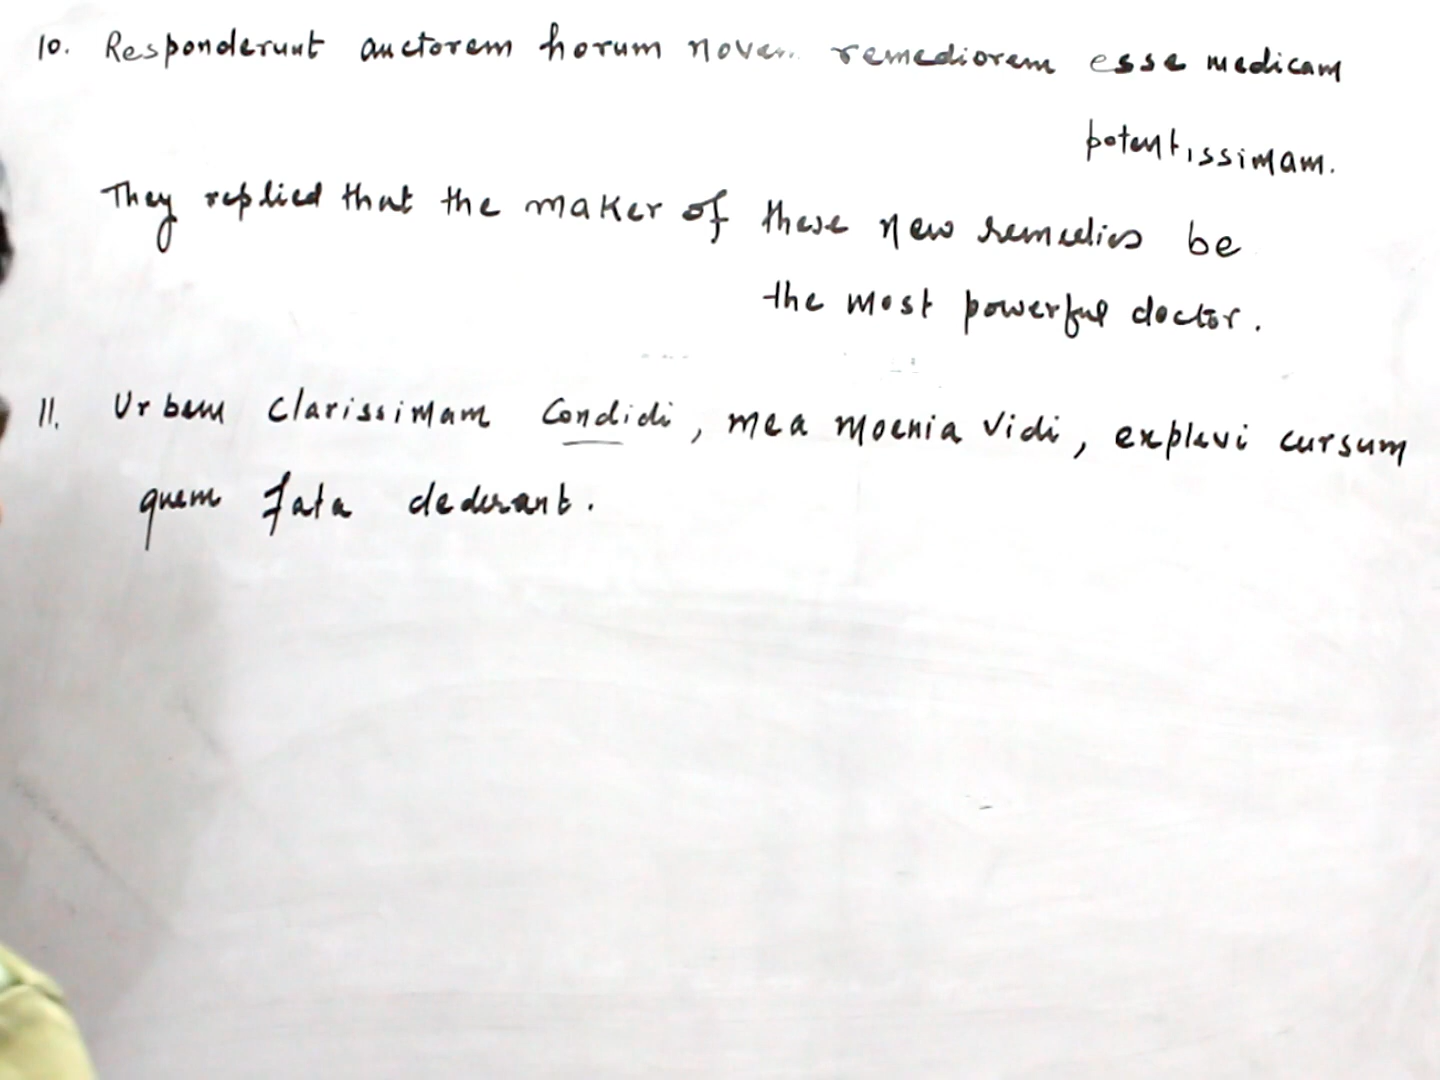 10. Responderunt auctorem horum remediorem esse medicam
potentissimam.
They replied that the maker of these new remedies be
the most powerful doctor.
11. Urbem Clarissimam Condidi, mea moenia vidi, explevi cursum
quem fata dederant.